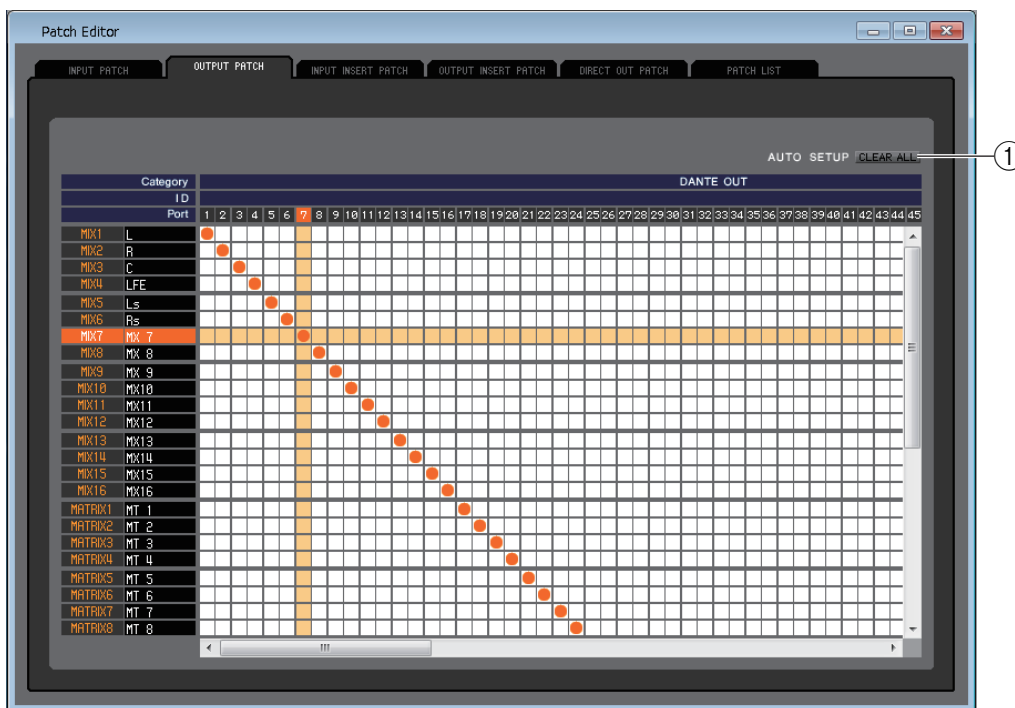 Patch Editor
INPUT PATCH OUTPUT PATCH INPUT INSERT PATCH OUTPUT INSERT PATCH DIRECT OUT PATCH PATCH LIST
AUTO SETUP CLEAR ALL 1
Category DANTE OUT
ID
Port 1 2 3 4 5 6 7 8 9 10 11 12 13 14 15 16 17 18 19 20 21 22 23 24 25 26 27 28 29 30 31 32 33 34 35 36 37 38 39 40 41 42 43 44 45
MIX1 L
MIX2 R
MIX3 C
MIX4 LFE
MIX5 Ls
MIX6 Rs
MIX7 MX 7
MIX8 MX 8
MIX9 MX 9
MIX10 MX10
MIX11 MX11
MIX12 MX12
MIX13 MX13
MIX14 MX14
MIX15 MX15
MIX16 MX16
MATRIX1 MT 1
MATRIX2 MT 2
MATRIX3 MT 3
MATRIX4 MT 4
MATRIX5 MT 5
MATRIX6 MT 6
MATRIX7 MT 7
MATRIX8 MT 8